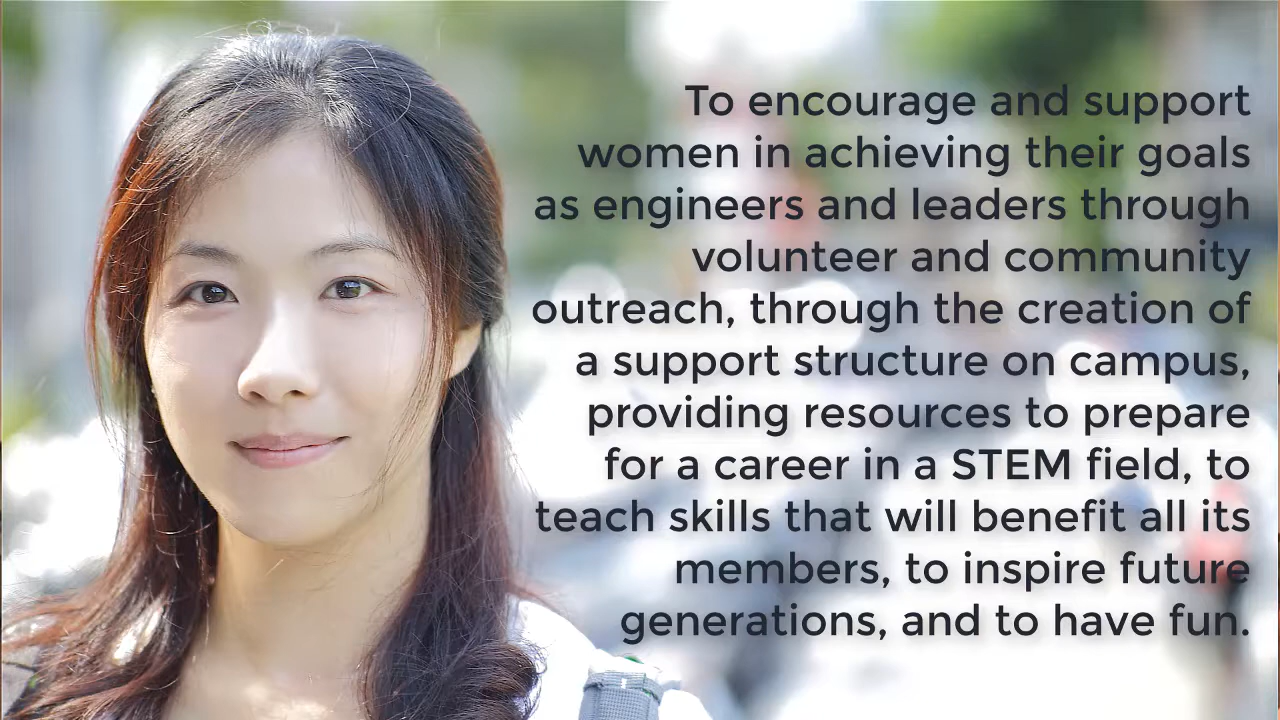 To encourage and support
women in achieving their goals
as engineers and leaders through
volunteer and community
outreach, through the creation of
a support structure on campus,
providing resources to prepare
for a career in a STEM field, to
teach skills that will benefit all its
members, to inspire future
generations, and to have fun.